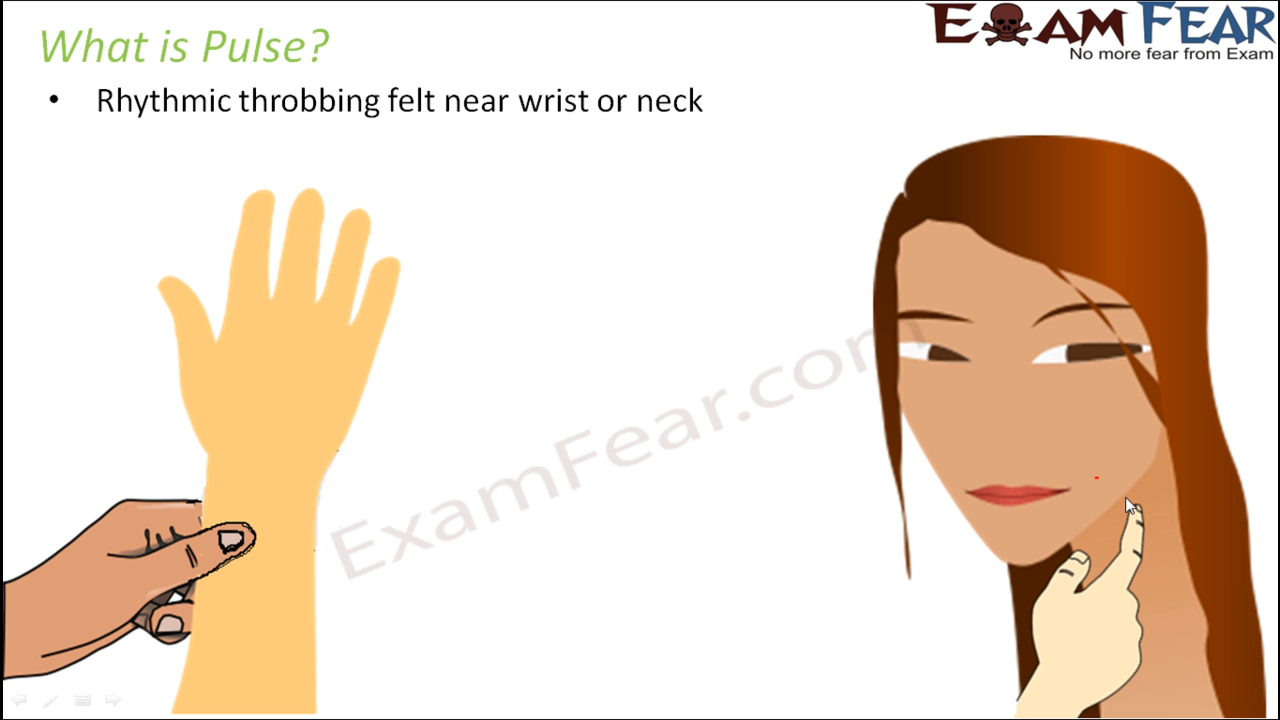 What is Pulse?
EXAM FEAR
No more fear from Exam
• Rhythmic throbbing felt near wrist or neck
ExamFear.com